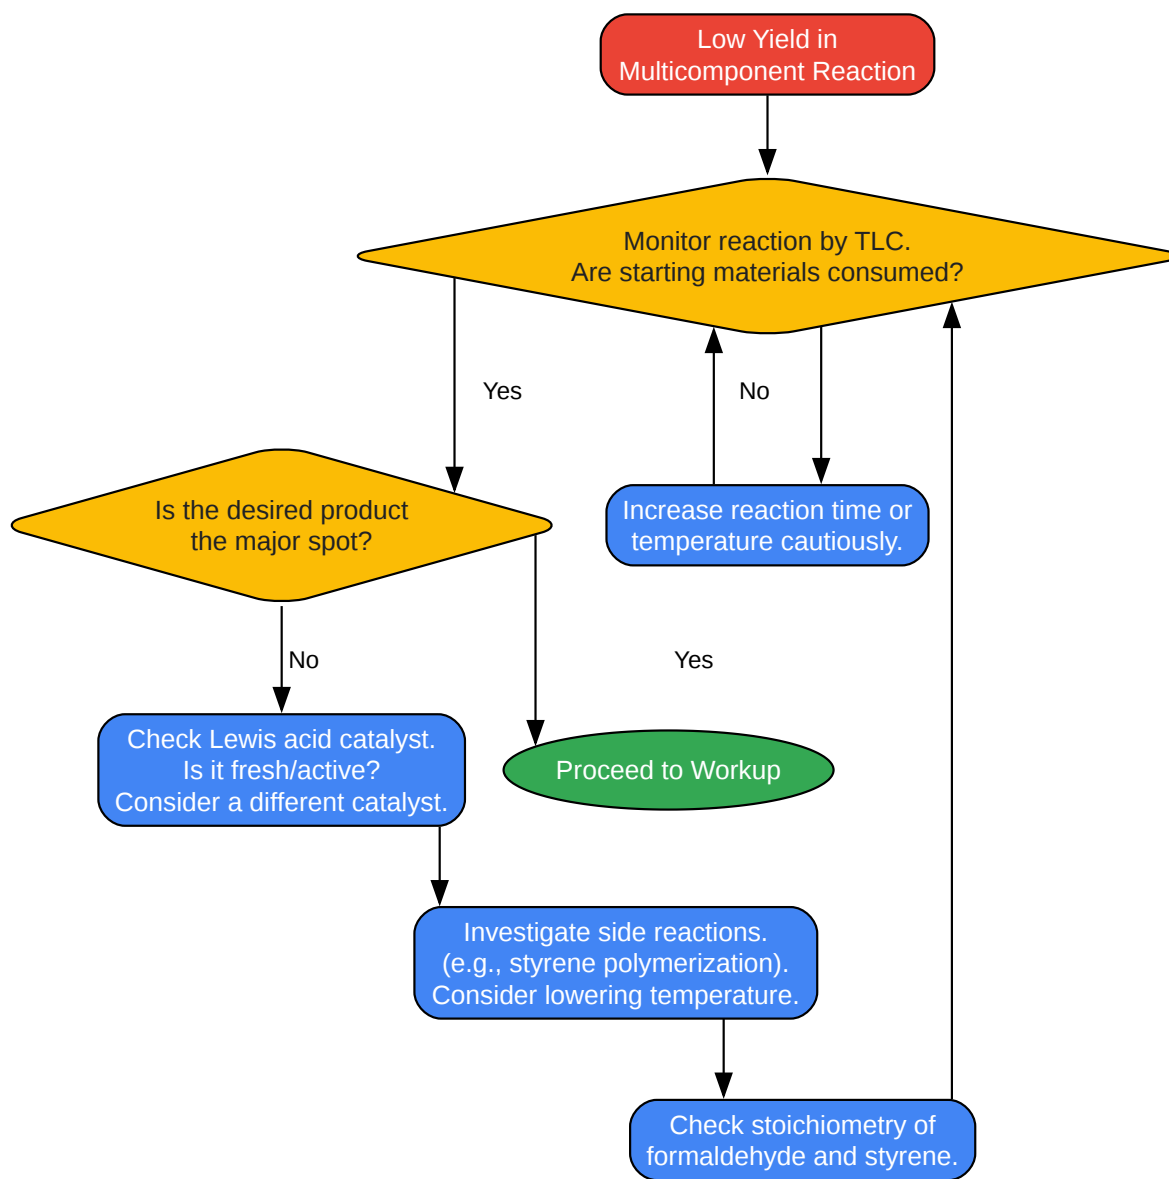 Low Yield in
Multicomponent Reaction
Monitor reaction by TLC.
Are starting materials consumed?
Yes
No
Is the desired product
the major spot?
Increase reaction time or
temperature cautiously.
No
Yes
Check Lewis acid catalyst.
Is it fresh/active?
Consider a different catalyst.
Proceed to Workup
Investigate side reactions.
(e.g., styrene polymerization).
Consider lowering temperature.
Check stoichiometry of
formaldehyde and styrene.